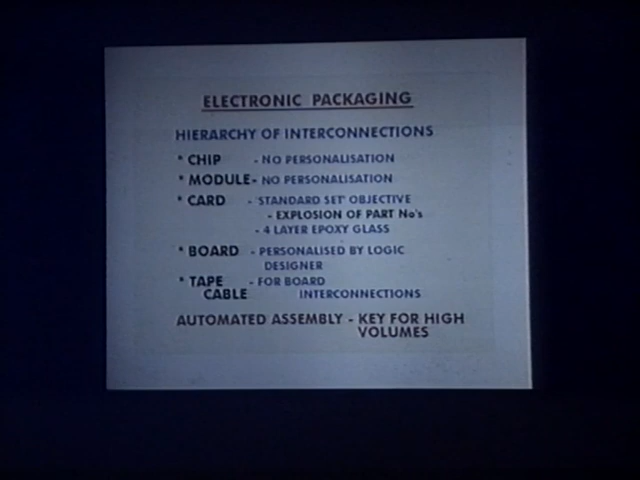 ELECTRONIC PACKAGING
HIERARCHY OF INTERCONNECTIONS
* CHIP - NO PERSONALISATION
* MODULE - NO PERSONALISATION
* CARD - 'STANDARD SET' OBJECTIVE
- EXPLOSION OF PART No's
- 4 LAYER EPOXY GLASS
* BOARD - PERSONALISED BY LOGIC
DESIGNER
* TAPE - FOR BOARD
CABLE INTERCONNECTIONS
AUTOMATED ASSEMBLY - KEY FOR HIGH
VOLUMES